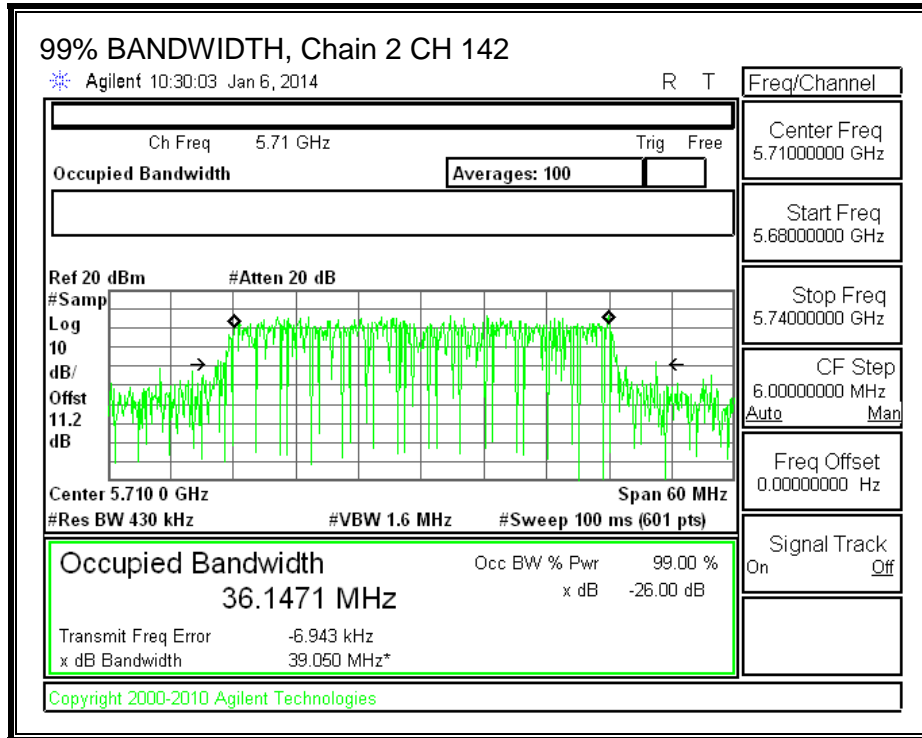 99% BANDWIDTH, Chain 2 CH 142
Agilent 10:30:03 Jan 6, 2014 R T
Ch Freq 5.71 GHz Trig Free
Occupied Bandwidth Averages: 100
Ref 20 dBm #Atten 20 dB
#Samp
Log
10
dB/
Offst
11.2
dB
Center 5.710 0 GHz Span 60 MHz
#Res BW 430 kHz #VBW 1.6 MHz #Sweep 100 ms (601 pts)
Occupied Bandwidth Occ BW % Pwr 99.00 %
36.1471 MHz x dB -26.00 dB
Transmit Freq Error -6.943 kHz
x dB Bandwidth 39.050 MHz*
Copyright 2000-2010 Agilent Technologies
Freq/Channel
Center Freq
5.71000000 GHz
Start Freq
5.68000000 GHz
Stop Freq
5.74000000 GHz
CF Step
6.00000000 MHz
Auto Man
Freq Offset
0.00000000 Hz
Signal Track
On Off